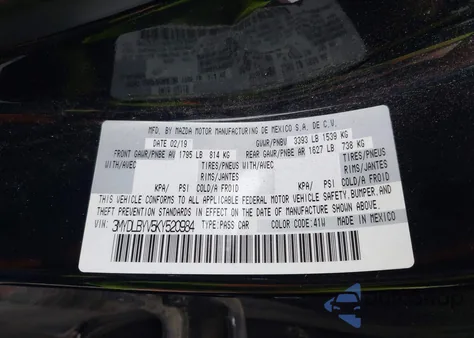 MFD. BY MAZDA MOTOR MANUFACTURING DE MEXICO S.A. DE C.V.
DATE 02/19 GVWR/PNBV 3393 LB 1539 KG
FRONT GAWR/PNBE AV 1795 LB 814 KG REAR GAWR/PNBE AR 1627 LB 738 KG
WITH/AVEC TIRES/PNEUS WITH/AVEC TIRES/PNEUS
RIMS/JANTES RIMS/JANTES
KPA/ PSI COLD/A FROID KPA/ PSI COLD/A FROID
THIS VEHICLE CONFORMS TO ALL APPLICABLE FEDERAL MOTOR VEHICLE SAFETY,BUMPER,AND
THEFT PREVENTION STANDARDS IN EFFECT ON THE DATE OF MANUFACTURE SHOWN ABOVE.
VIN: 3MYDLBYV5KY520984 TYPE:PASS CAR COLOR CODE:41W MADE IN MEXICO